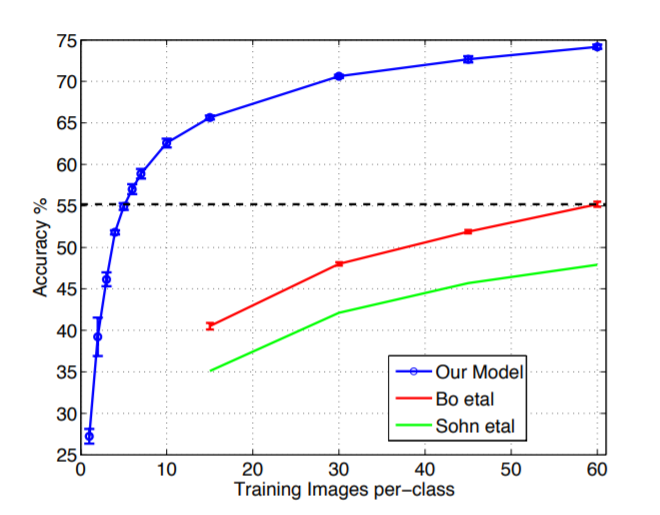 75
70
65
60
55
50
45
40
35
30
25
Accuracy %
0 10 20 30 40 50 60
Training Images per−class
Our Model
Bo etal
Sohn etal